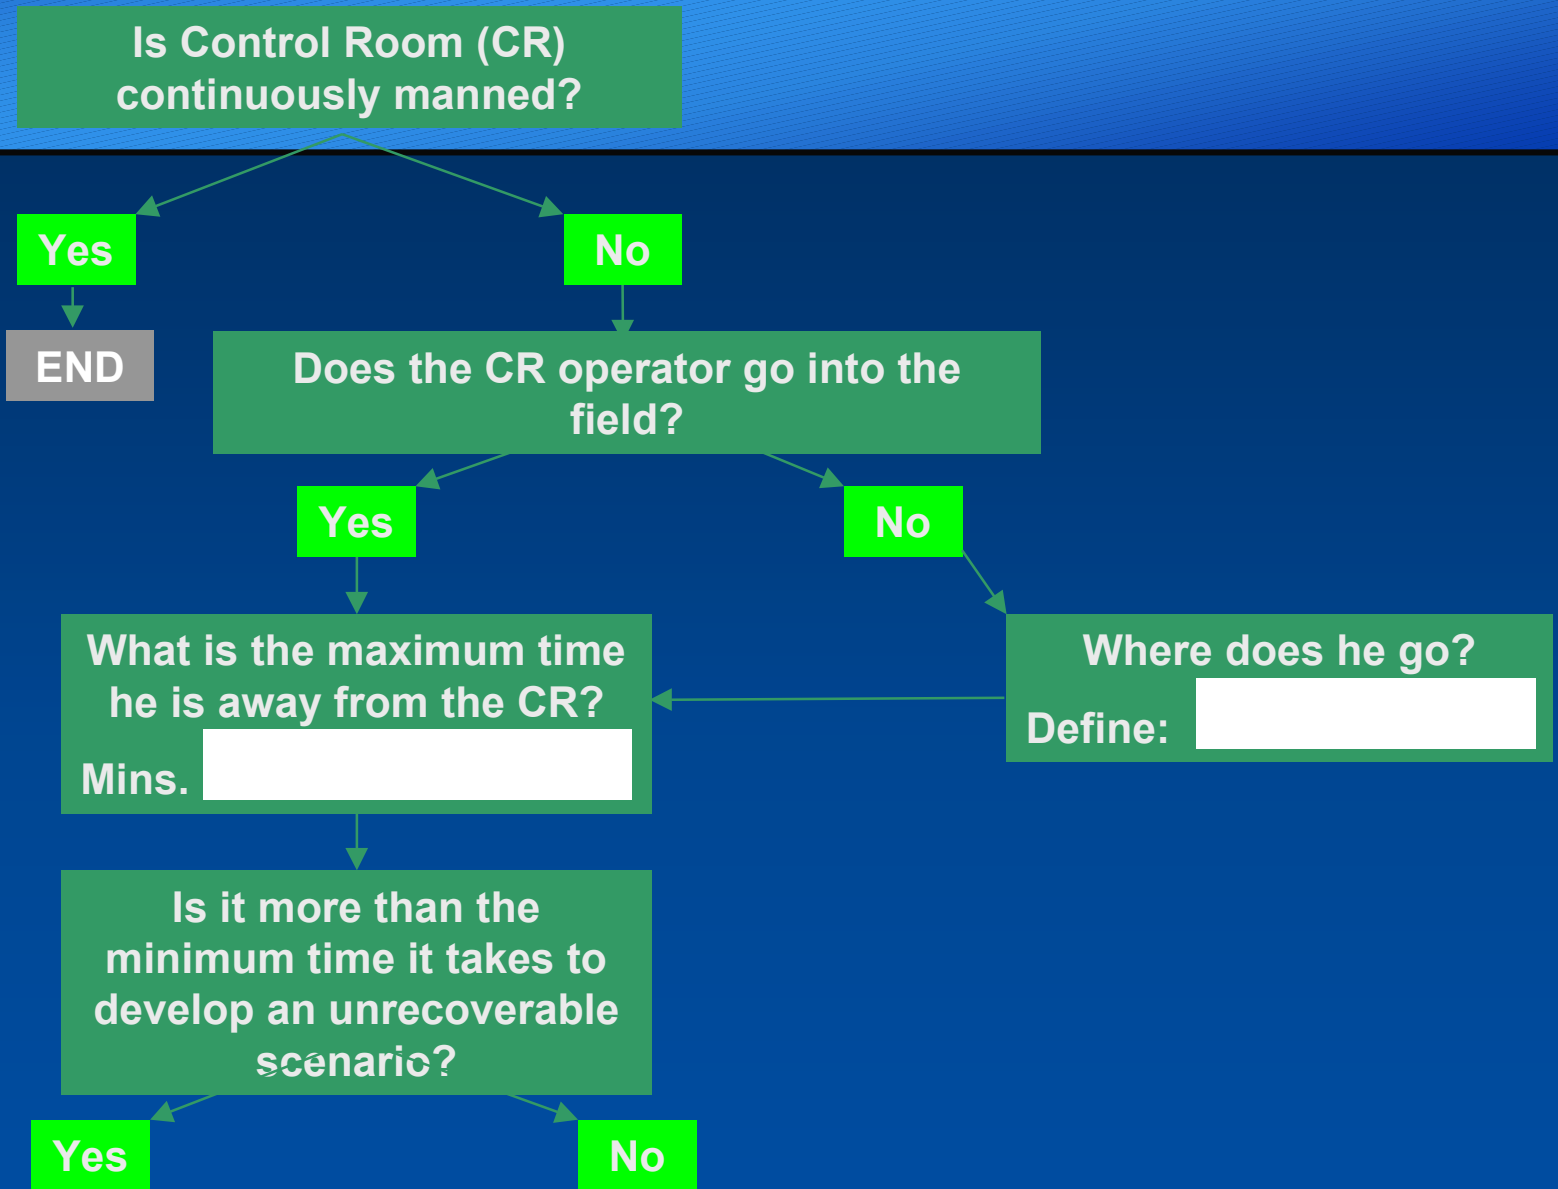 Is Control Room (CR)
continuously manned?
Yes
No
END
Does the CR operator go into the
field?
Yes
No
What is the maximum time
he is away from the CR?
Mins.
Where does he go?
Define:
Is it more than the
minimum time it takes to
develop an unrecoverable
scenario?
Yes
No